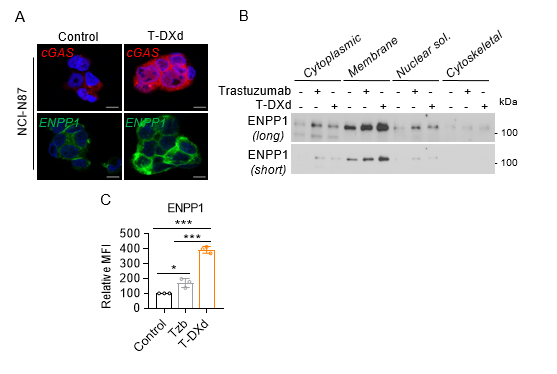 A
Control
T-DXd
cGAS
cGAS
NCI-N87
ENPP1
ENPP1
B
Cytoplasmic
Membrane
Nuclear sol.
Cytoskeletal
Trastuzumab - + - - + - - + - - + -
T-DXd - - + - - + - - + - - +
kDa
ENPP1
(long)
- 100
ENPP1
(short)
- 100
C
ENPP1
***
***
*
Relative MFI
500
400
300
200
100
0
Control
Tzb
T-DXd